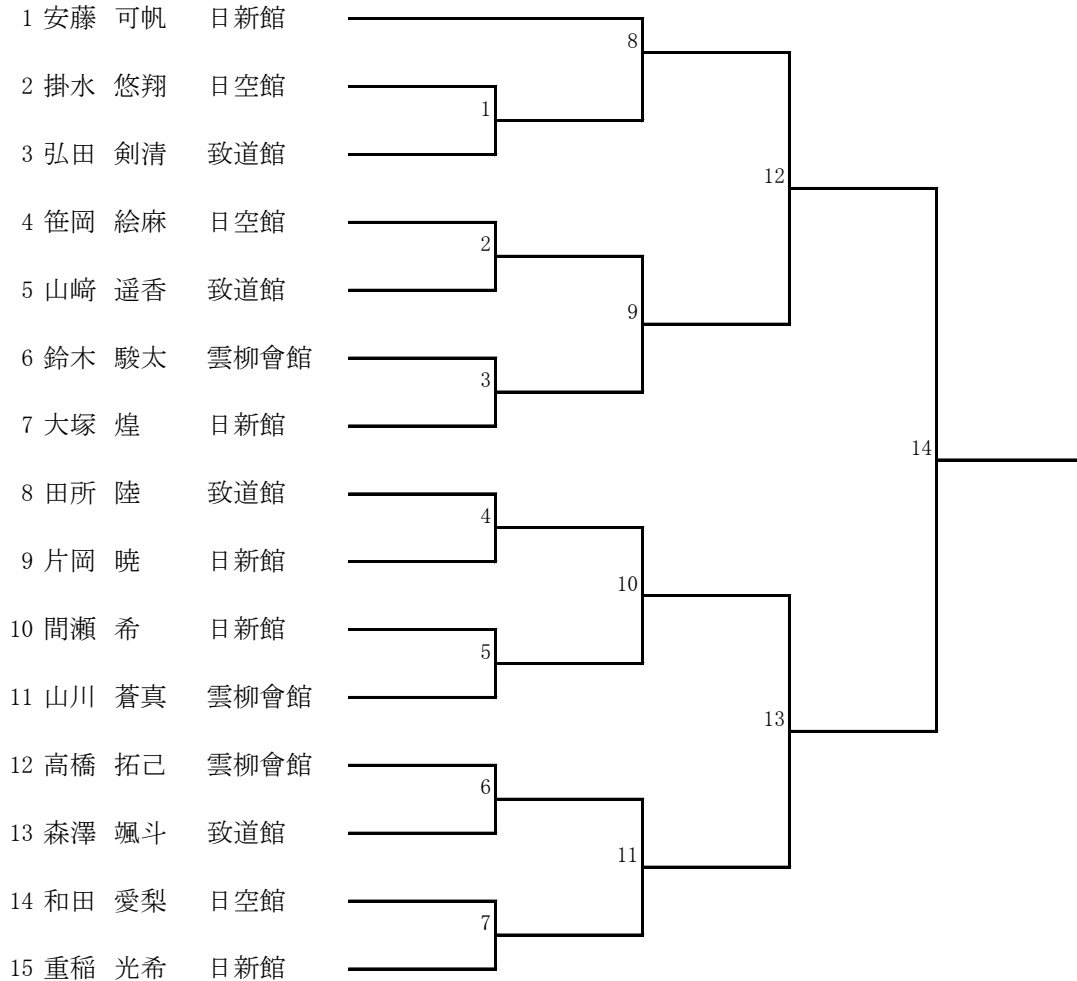 1 安藤 可帆 日新館
8
2 掛水 悠翔 日空館
1
3 弘田 剣清 致道館
12
4 笹岡 絵麻 日空館
2
5 山﨑 遥香 致道館
9
6 鈴木 駿太 雲柳會館
3
7 大塚 煌 日新館
14
8 田所 陸 致道館
4
9 片岡 暁 日新館
10
10 間瀬 希 日新館
5
11 山川 蒼真 雲柳會館
13
12 高橋 拓己 雲柳會館
6
13 森澤 颯斗 致道館
11
14 和田 愛梨 日空館
7
15 重稲 光希 日新館